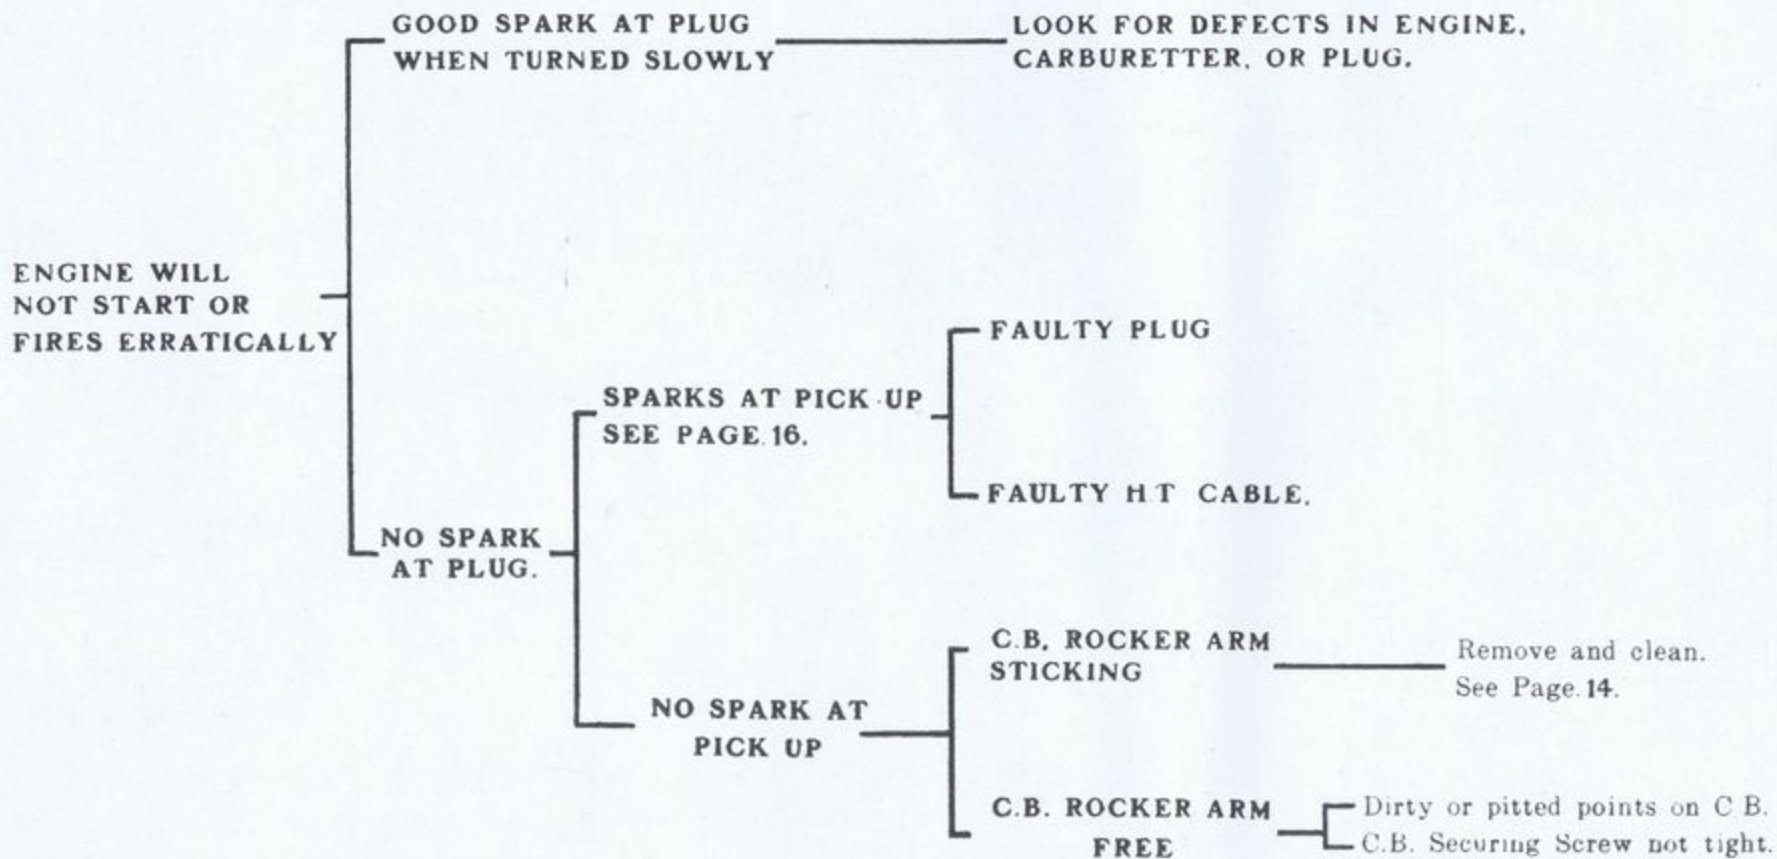 GOOD SPARK AT PLUG
WHEN TURNED SLOWLY
LOOK FOR DEFECTS IN ENGINE,
CARBURETTER, OR PLUG.
ENGINE WILL
NOT START OR
FIRES ERRATICALLY
FAULTY PLUG
SPARKS AT PICK UP
SEE PAGE 16.
FAULTY H T CABLE.
NO SPARK
AT PLUG.
C.B. ROCKER ARM
STICKING
Remove and clean.
See Page 14.
NO SPARK AT
PICK UP
C.B. ROCKER ARM
FREE
Dirty or pitted points on C B.
C.B. Securing Screw not tight.